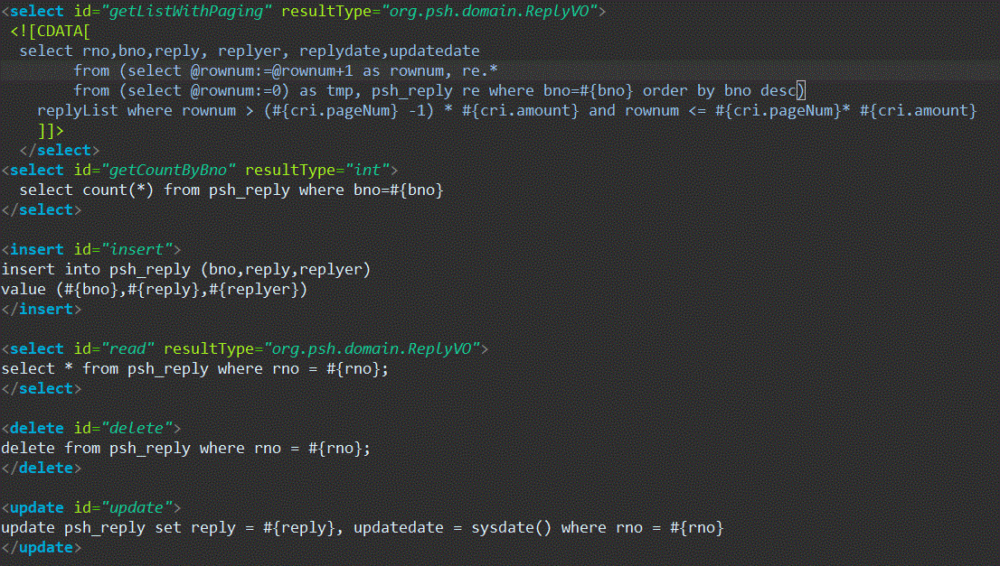 <select id="getListWithPaging" resultType="org.psh.domain.ReplyVO">
<![CDATA[
select rno,bno,reply, replyer, replydate,updatedate
from (select @rownum:=@rownum+1 as rownum, re.*
from (select @rownum:=0) as tmp, psh_reply re where bno=#{bno} order by bno desc)
replyList where rownum > (#{cri.pageNum} -1) * #{cri.amount} and rownum <= #{cri.pageNum}* #{cri.amount}
]]>
</select>
<select id="getCountByBno" resultType="int">
select count(*) from psh_reply where bno=#{bno}
</select>
<insert id="insert">
insert into psh_reply (bno,reply,replyer)
value (#{bno},#{reply},#{replyer})
</insert>
<select id="read" resultType="org.psh.domain.ReplyVO">
select * from psh_reply where rno = #{rno};
</select>
<delete id="delete">
delete from psh_reply where rno = #{rno};
</delete>
<update id="update">
update psh_reply set reply = #{reply}, updatedate = sysdate() where rno = #{rno}
</update>